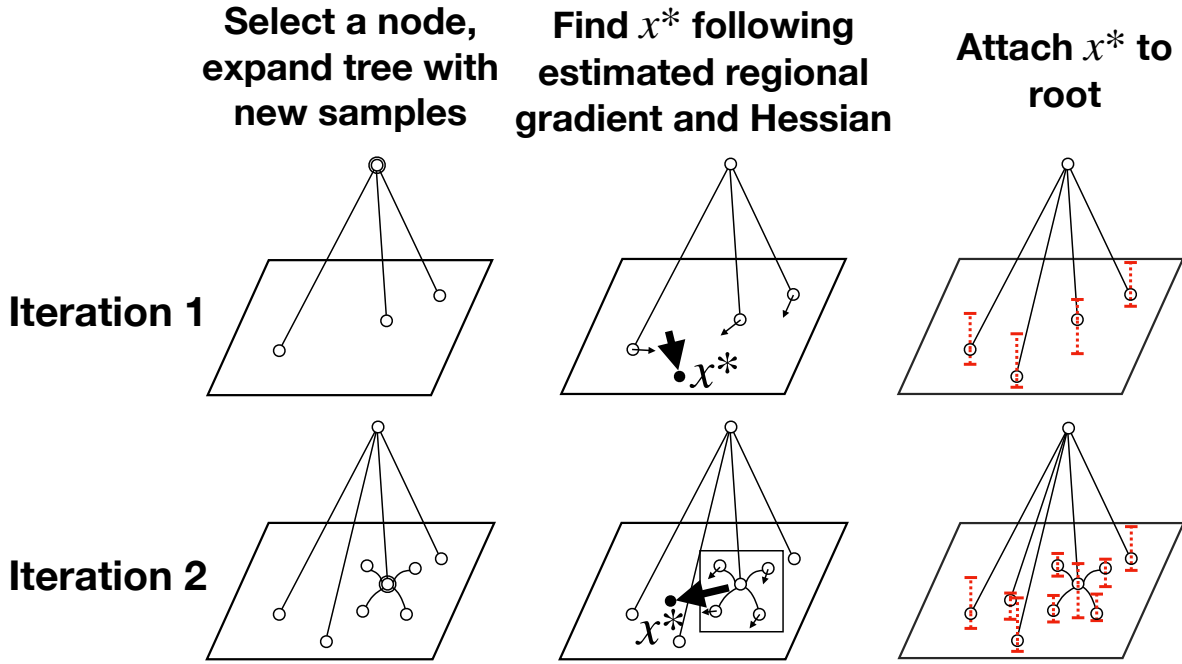 Select a node,
expand tree with
new samples
Find x* following
estimated regional
gradient and Hessian
Attach x* to
root
Iteration 1
x*
Iteration 2
x*